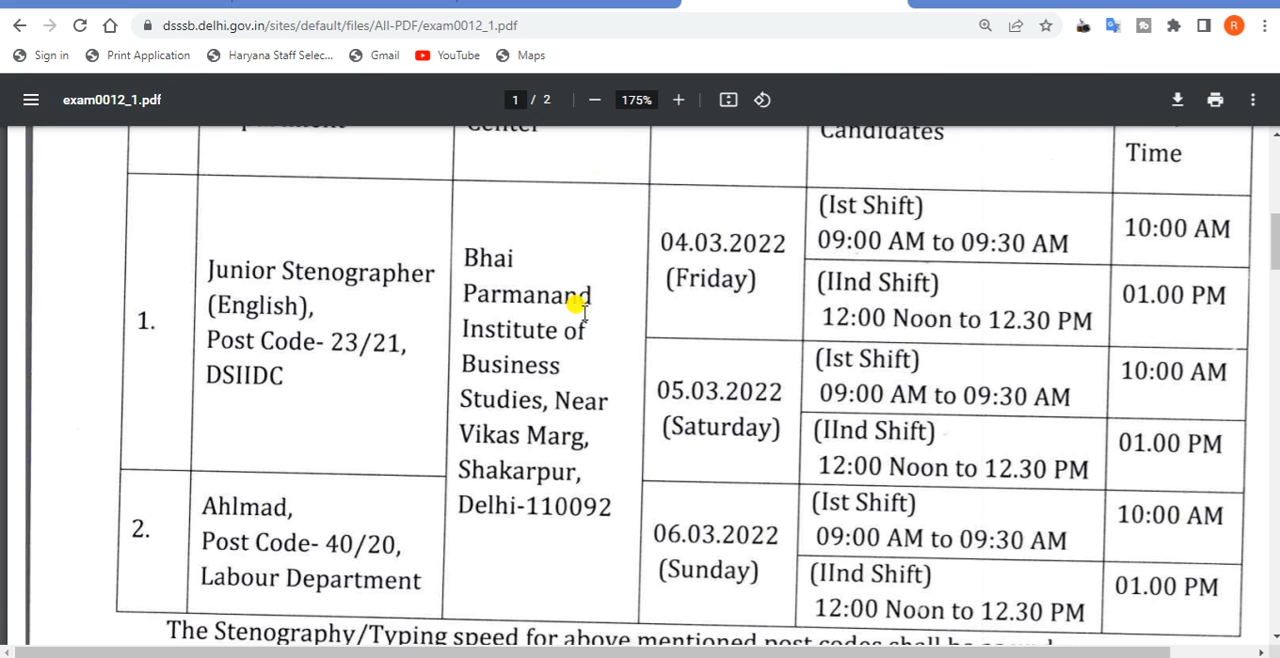 dsssb.delhi.gov.in/sites/default/files/All-PDF/exam0012_1.pdf
R
Sign in
Print Application
Haryana Staff Selec...
Gmail
YouTube
Maps
exam0012_1.pdf
1 / 2
175%
Center
Candidates
Time
1.
Junior Stenographer
(English),
Post Code- 23/21,
DSIIDC
Bhai
Parmanand
Institute of
Business
Studies, Near
Vikas Marg,
Shakarpur,
Delhi-110092
04.03.2022
(Friday)
(Ist Shift)
09:00 AM to 09:30 AM
10:00 AM
(IInd Shift)
12:00 Noon to 12.30 PM
01.00 PM
05.03.2022
(Saturday)
(Ist Shift)
09:00 AM to 09:30 AM
10:00 AM
(IInd Shift)
12:00 Noon to 12.30 PM
01.00 PM
2.
Ahlmad,
Post Code- 40/20,
Labour Department
06.03.2022
(Sunday)
(Ist Shift)
09:00 AM to 09:30 AM
10:00 AM
(IInd Shift)
12:00 Noon to 12.30 PM
01.00 PM
The Stenography/Typing speed for above mentioned post codes shall be